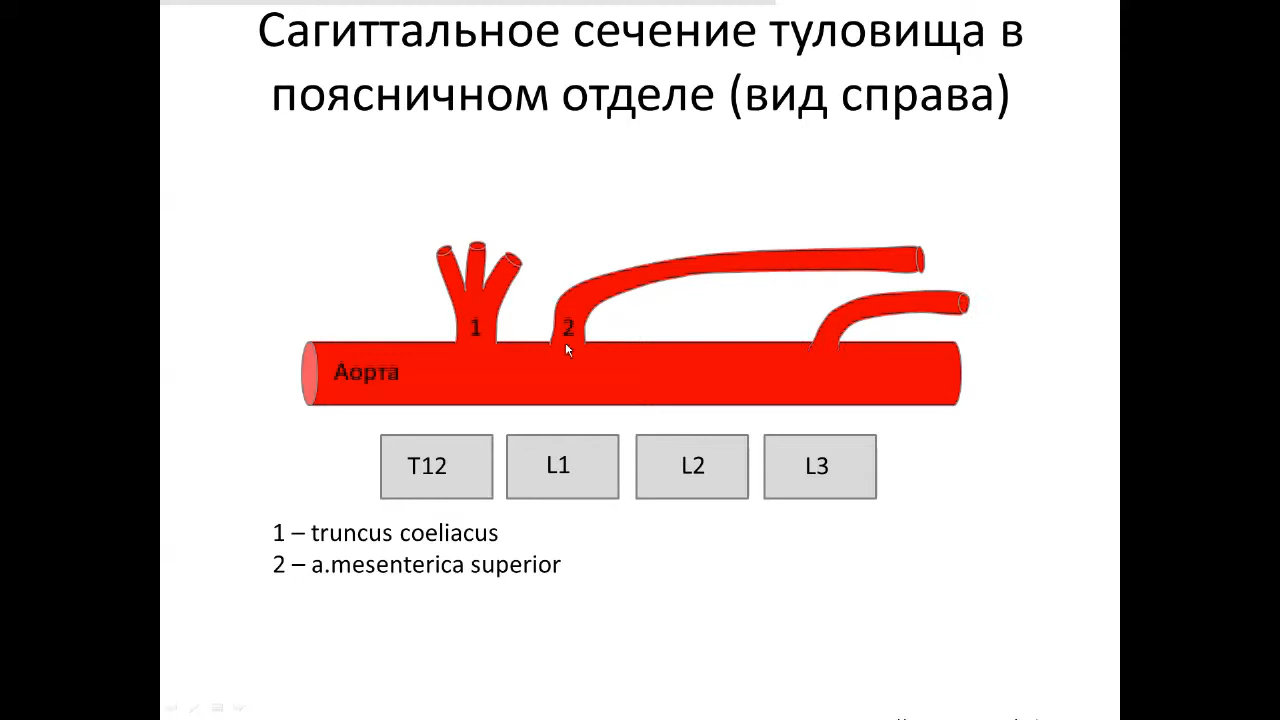 Сагиттальное сечение туловища в
поясничном отделе (вид справа)
1
2
Аорта
T12
L1
L2
L3
1 – truncus coeliacus
2 – a.mesenterica superior